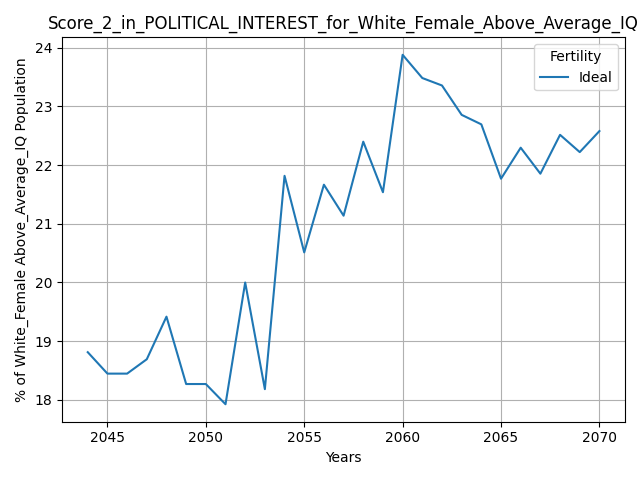 Score_2_in_POLITICAL_INTEREST_for_White_Female_Above_Average_IQ
% of White_Female Above_Average_IQ Population
24
23
22
21
20
19
18
Fertility
Ideal
2045 2050 2055 2060 2065 2070
Years